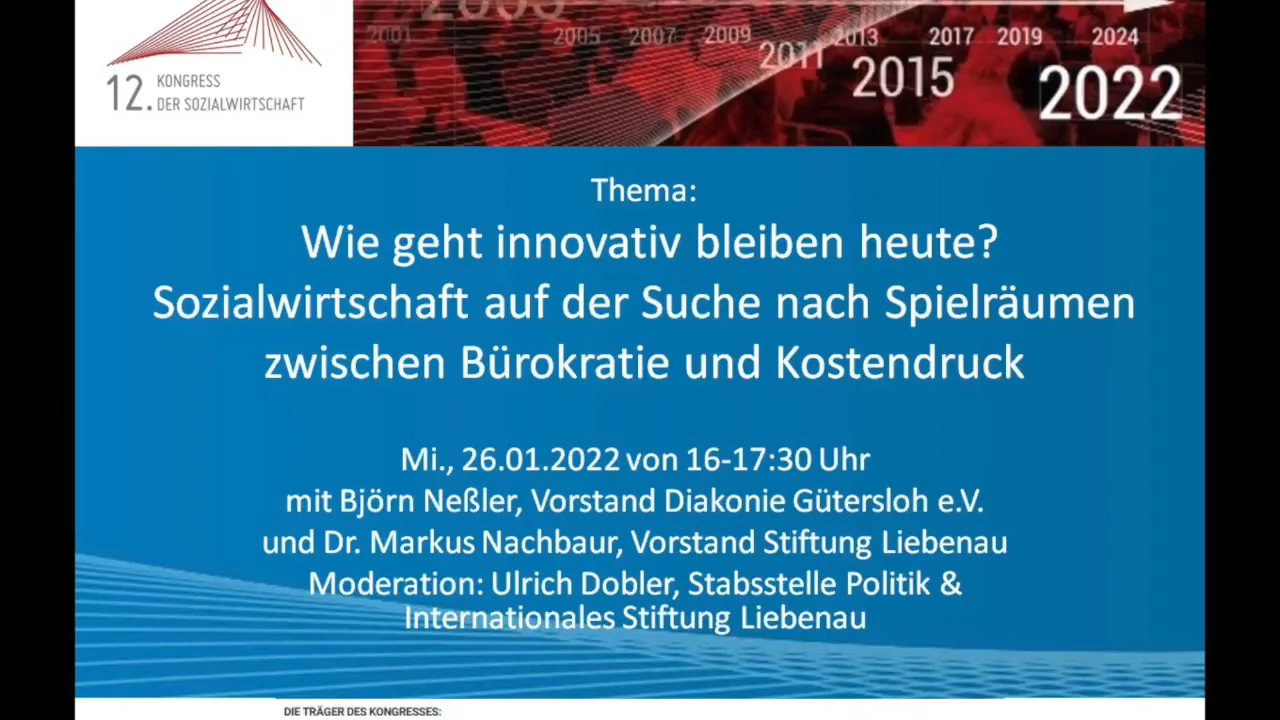 12. KONGRESS
DER SOZIALWIRTSCHAFT
2001 2005 2007 2009 2011 2013 2015 2017 2019 2022 2024
Thema:
Wie geht innovativ bleiben heute?
Sozialwirtschaft auf der Suche nach Spielräumen
zwischen Bürokratie und Kostendruck
Mi., 26.01.2022 von 16-17:30 Uhr
mit Björn Neßler, Vorstand Diakonie Gütersloh e.V.
und Dr. Markus Nachbaur, Vorstand Stiftung Liebenau
Moderation: Ulrich Dobler, Stabsstelle Politik &
Internationales Stiftung Liebenau
DIE TRÄGER DES KONGRESSES: